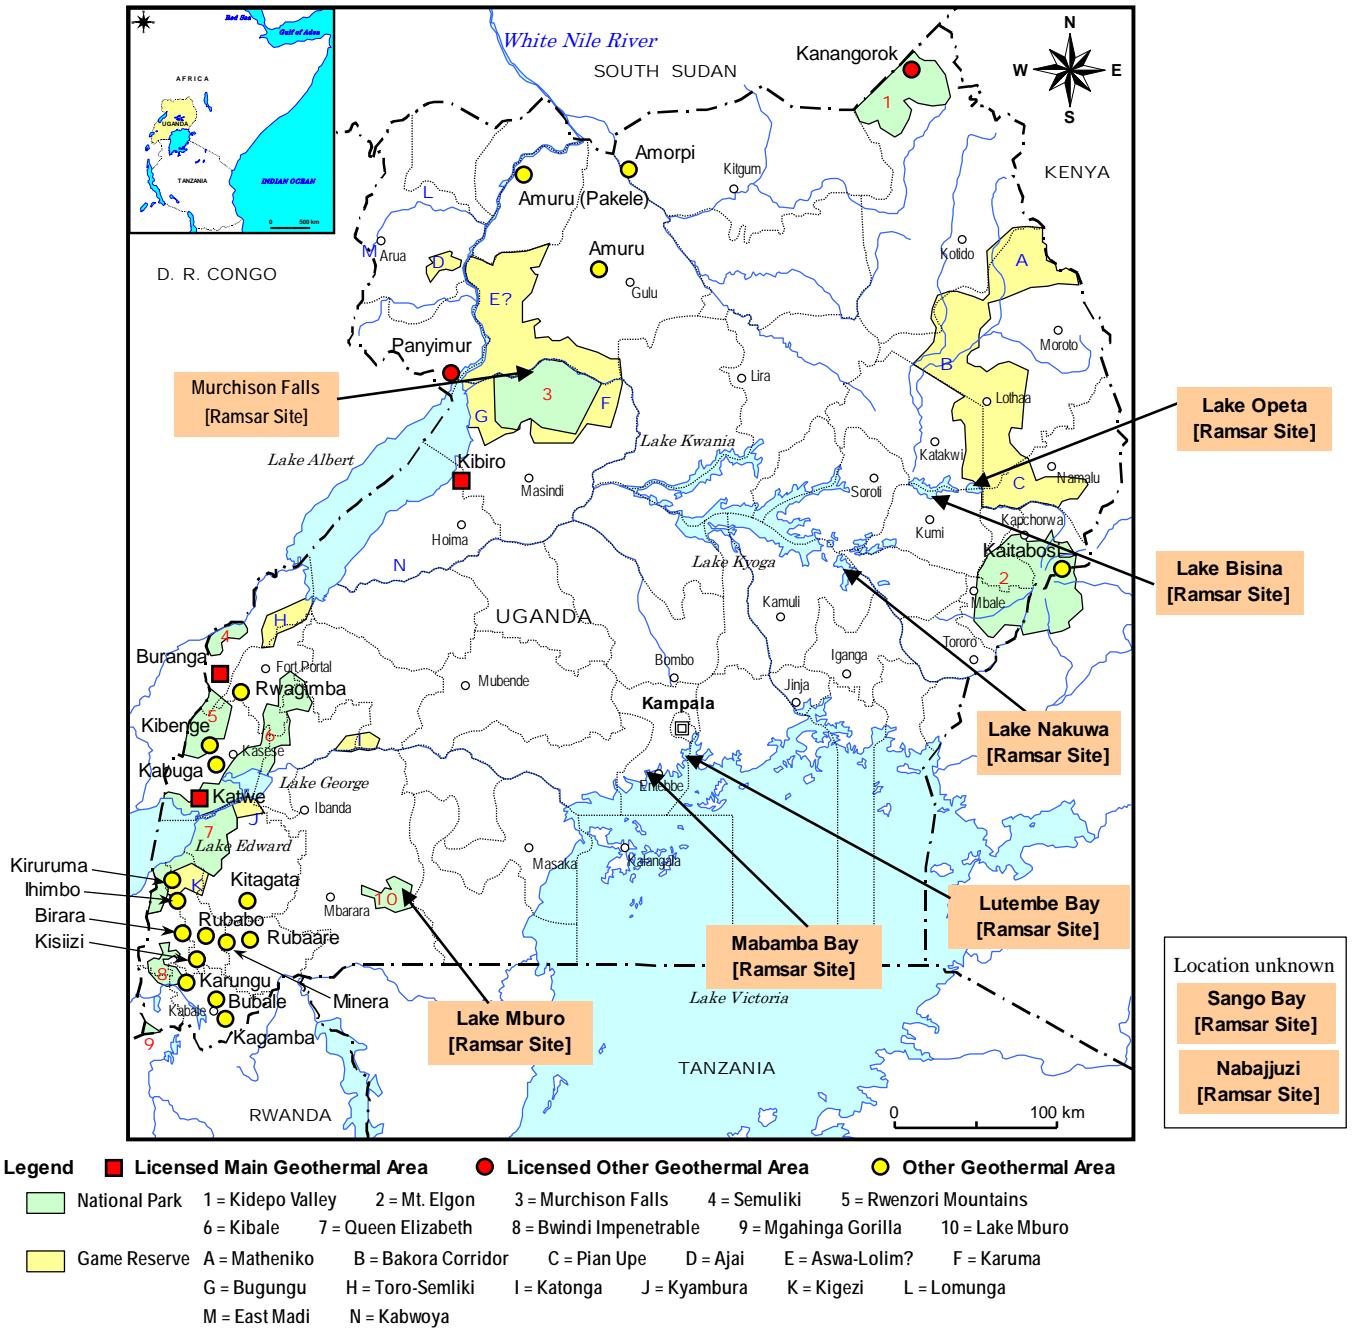 Red Sea
Gulf of Aden
AFRICA
UGANDA
TANZANIA
INDIAN OCEAN
0 500 km
White Nile River
SOUTH SUDAN
Kanangorok
N
W E
S
1
KENYA
Amorpi
Kitgum
Amuru (Pakele)
L
M
Arua
D
D. R. CONGO
Amuru
Gulu
E?
Kotido
A
Moroto
B
Panyimur
Lira
Lothaa
Murchison Falls
[Ramsar Site]
3
G
F
Lake Opeta
[Ramsar Site]
Lake Kwania
Katakwi
Lake Albert
Kibiro
Masindi
Soroti
C
Namalu
Hoima
Kumi
Kapchorwa
Kaitabosi
Lake Kyoga
N
2
Mbale
Lake Bisina
[Ramsar Site]
UGANDA
Kamuli
H
4
Tororo
Buranga
Fort Portal
Bombo
Iganga
Rwagimba
Mubende
Jinja
5
Kampala
Kibenge
6
I
Kasese
Lake Nakuwa
[Ramsar Site]
Kabuga
Lake George
Entebbe
Katwe
Ibanda
J
7
Lake Edward
Masaka
Kalangala
Kiruruma
K
Ihimbo
Kitagata
10
Mbarara
Lutembe Bay
[Ramsar Site]
Birara
Rubabo
Kisiizi
Rubaare
Mabamba Bay
[Ramsar Site]
8
Karungu
Bubale
Minera
Lake Victoria
Location unknown
Sango Bay
[Ramsar Site]
Kabale
Kagamba
9
Lake Mburo
[Ramsar Site]
Nabajjuzi
[Ramsar Site]
TANZANIA
RWANDA
0 100 km
Legend Licensed Main Geothermal Area Licensed Other Geothermal Area Other Geothermal Area
National Park 1 = Kidepo Valley 2 = Mt. Elgon 3 = Murchison Falls 4 = Semuliki 5 = Rwenzori Mountains
6 = Kibale 7 = Queen Elizabeth 8 = Bwindi Impenetrable 9 = Mgahinga Gorilla 10 = Lake Mburo
Game Reserve A = Matheniko B = Bakora Corridor C = Pian Upe D = Ajai E = Aswa-Lolim? F = Karuma
G = Bugungu H = Toro-Semliki I = Katonga J = Kyambura K = Kigezi L = Lomunga
M = East Madi N = Kabwoya